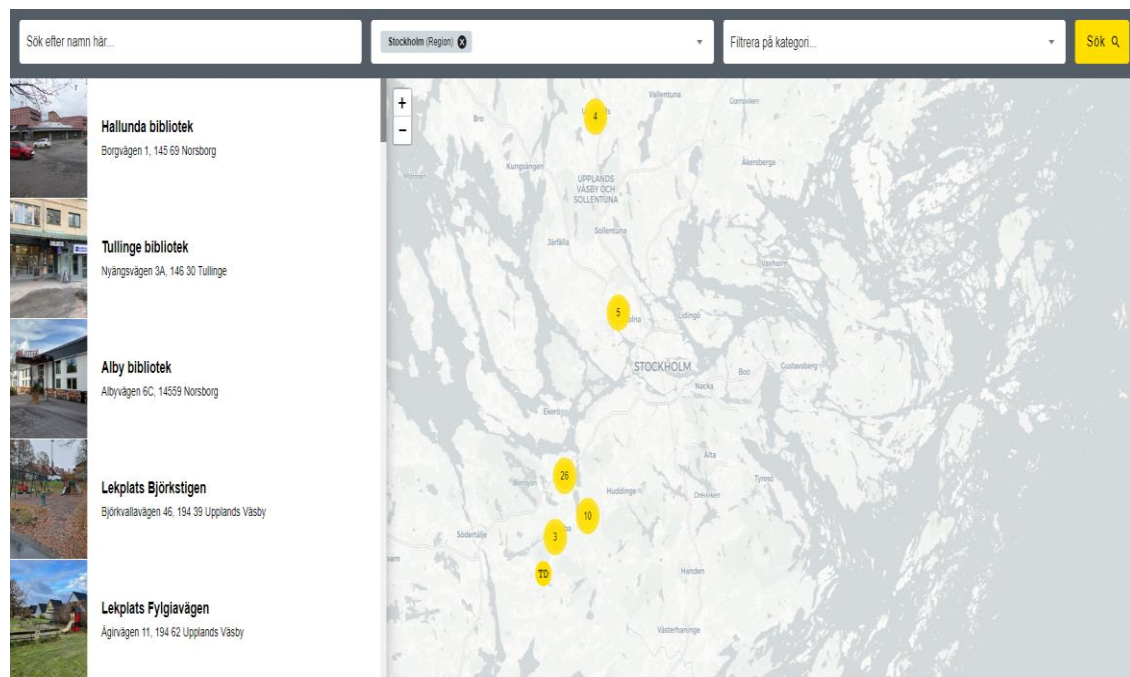 Sök efter namn här...
Stockholm (Region)
Filtrera på kategori...
Sök
Hallunda bibliotek
Borgvägen 1, 145 69 Norsborg
Tullinge bibliotek
Nyängsvägen 3A, 146 30 Tullinge
Alby bibliotek
Albyvägen 6C, 14559 Norsborg
Lekplats Björkstigen
Björkvallavägen 46, 194 39 Upplands Väsby
Lekplats Fylgiavägen
Ägirvägen 11, 194 62 Upplands Väsby
+
−
Vallentuna
Bro
4
Kungsängen
Åkersberga
UPPLANDS
VÄSBY OCH
SOLLENTUNA
Sollentuna
Järfälla
Vaxholm
5
Lidingö
STOCKHOLM
Boo
Gustavsberg
Nacka
Ekerö
Älta
26
Huddinge
Tyresö
Drevviken
10
Södertälje
3
TD
Handen
Västerhaninge